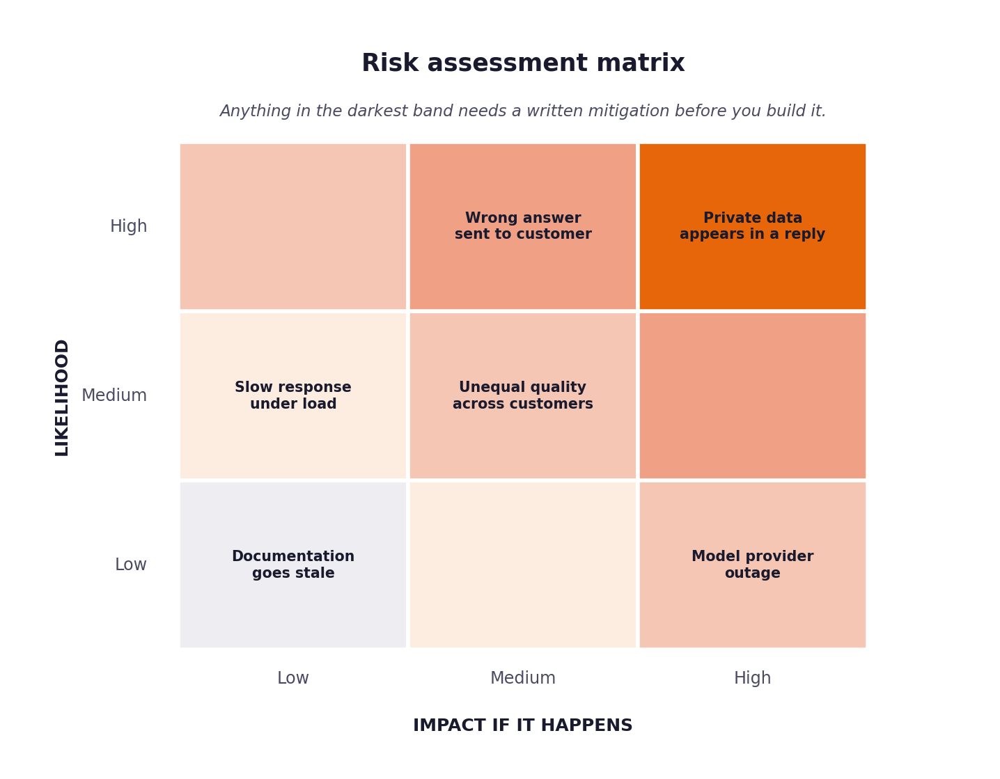 Risk assessment matrix
Anything in the darkest band needs a written mitigation before you build it.
High
Wrong answer
sent to customer
Private data
appears in a reply
LIKELIHOOD
Medium
Slow response
under load
Unequal quality
across customers
Low
Documentation
goes stale
Model provider
outage
Low
Medium
High
IMPACT IF IT HAPPENS